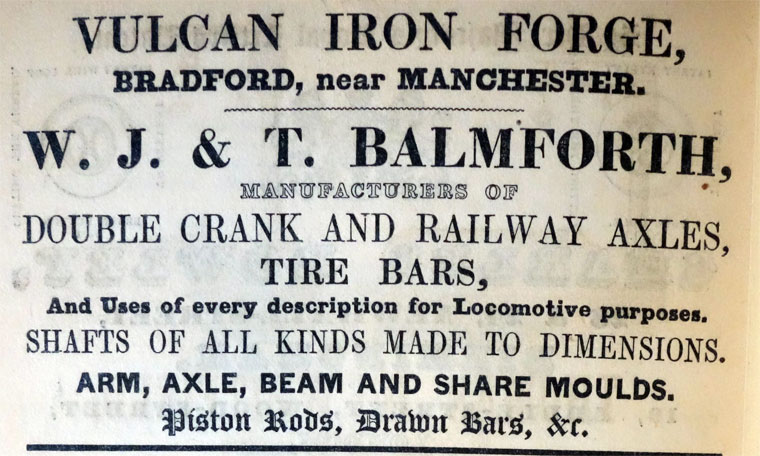 VULCAN IRON FORGE,
BRADFORD, near MANCHESTER.
W. J. & T. BALMFORTH,
MANUFACTURERS OF
DOUBLE CRANK AND RAILWAY AXLES,
TIRE BARS,
And Uses of every description for Locomotive purposes.
SHAFTS OF ALL KINDS MADE TO DIMENSIONS.
ARM, AXLE, BEAM AND SHARE MOULDS.
Piston Rods, Drawn Bars, &c.